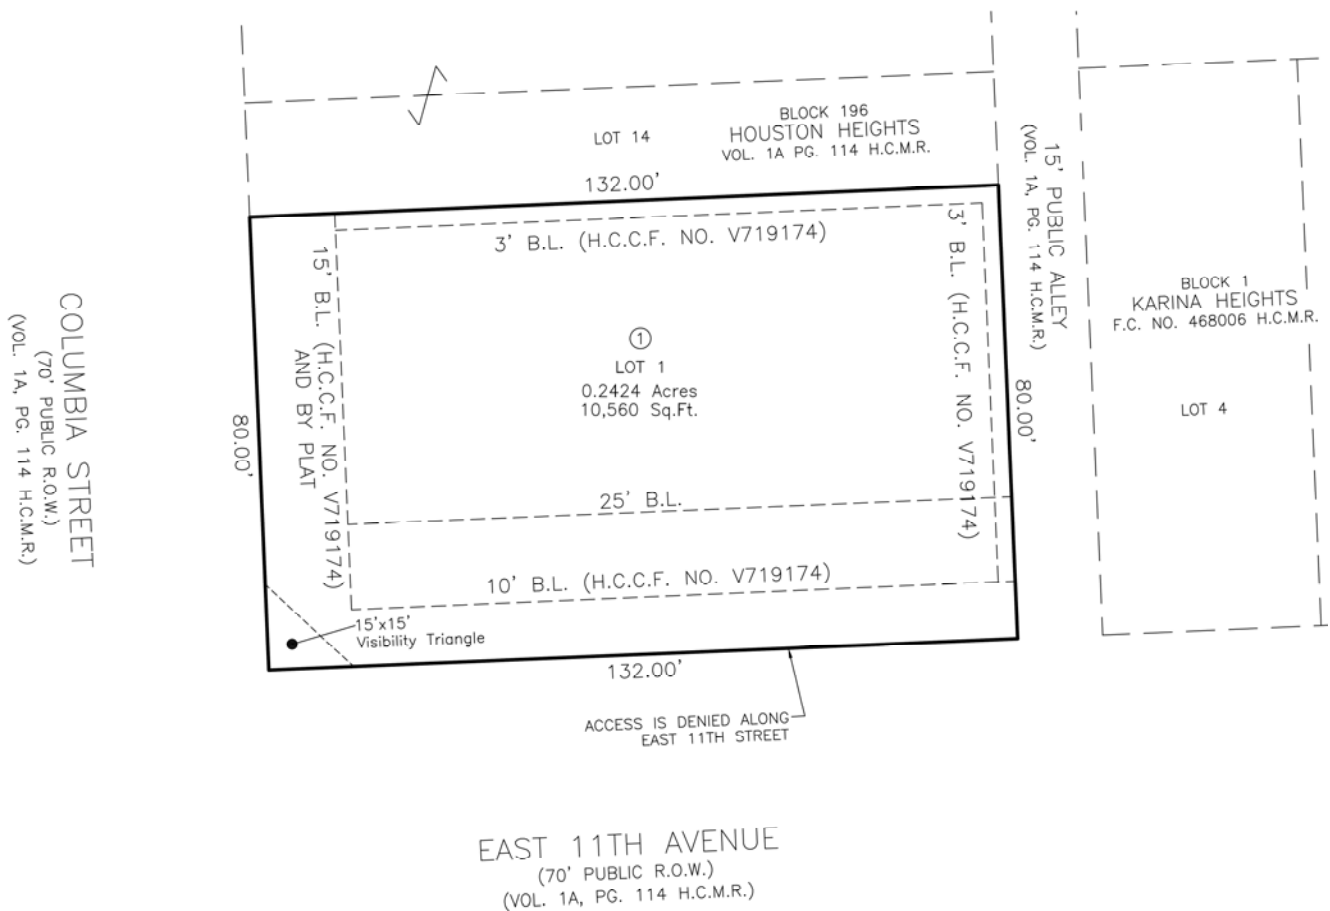 BLOCK 196
HOUSTON HEIGHTS
VOL. 1A PG. 114 H.C.M.R.
LOT 14
132.00'
15' PUBLIC ALLEY
(VOL. 1A, PG. 114 H.C.M.R.)
3' B.L. (H.C.C.F. NO. V719174)
3' B.L. (H.C.C.F. NO. V719174)
15' B.L. (H.C.C.F. NO. V719174)
AND BY PLAT
BLOCK 1
KARINA HEIGHTS
F.C. NO. 468006 H.C.M.R.
LOT 4
COLUMBIA STREET
(70' PUBLIC R.O.W.)
(VOL. 1A, PG. 114 H.C.M.R.)
1
LOT 1
0.2424 Acres
10,560 Sq.Ft.
80.00'
80.00'
25' B.L.
10' B.L. (H.C.C.F. NO. V719174)
15'x15'
Visibility Triangle
132.00'
ACCESS IS DENIED ALONG
EAST 11TH STREET
EAST 11TH AVENUE
(70' PUBLIC R.O.W.)
(VOL. 1A, PG. 114 H.C.M.R.)